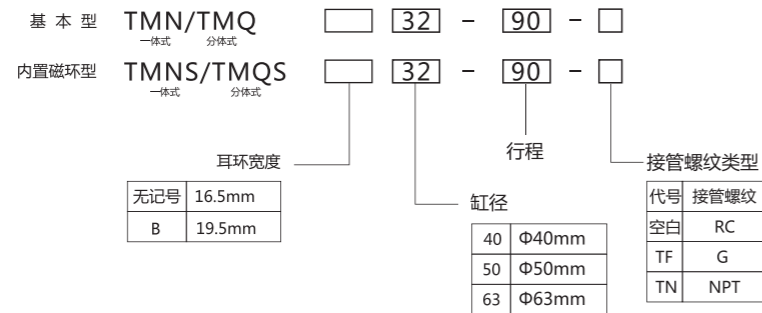 基本型 TMN/TMQ 32 - 90 -
一体式 分体式
内置磁环型 TMNS/TMQS 32 - 90 -
一体式 分体式
耳环宽度
无记号 16.5mm
B 19.5mm
行程
缸径
40 Φ40mm
50 Φ50mm
63 Φ63mm
接管螺纹类型
代号 接管螺纹
空白 RC
TF G
TN NPT